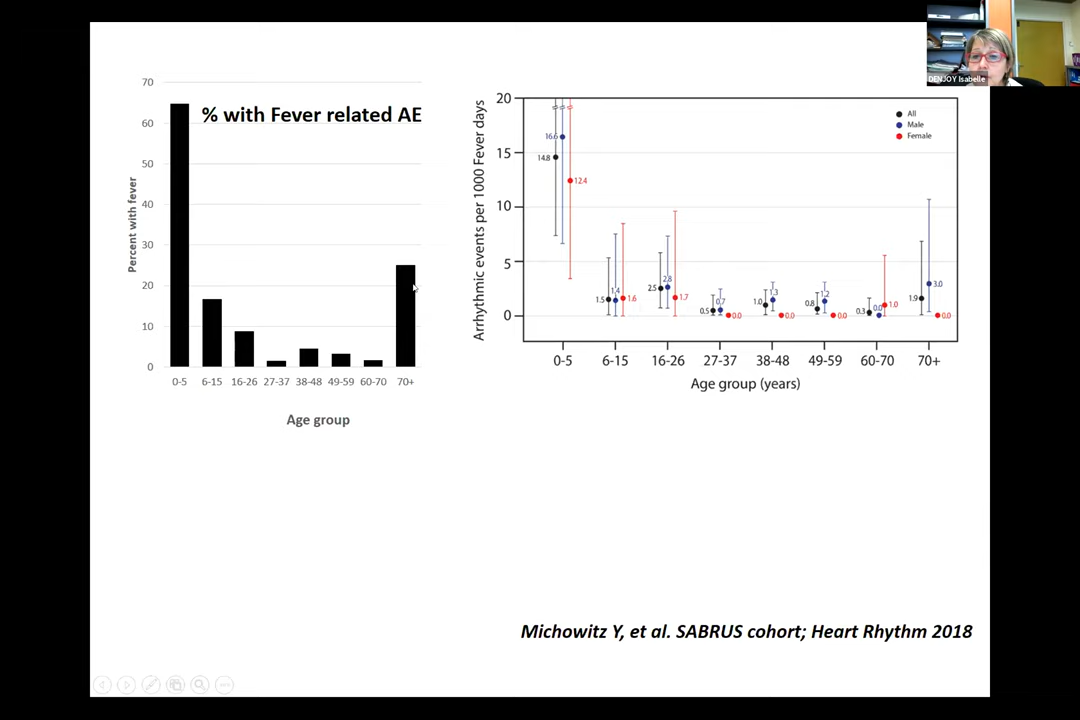 % with Fever related AE
Percent with fever
70
60
50
40
30
20
10
0
0-5 6-15 16-26 27-37 38-48 49-59 60-70 70+
Age group
Arrhythmic events per 1000 Fever days
20
15
10
5
0
All
Male
Female
14.8 16.6 12.4
1.5 1.4 1.6
2.5 2.8 1.7
0.5 0.7 0.0
1.0 1.3 0.0
0.8 1.2 0.0
0.3 0.0 1.0
1.9 3.0 0.0
0-5 6-15 16-26 27-37 38-48 49-59 60-70 70+
Age group (years)
Michowitz Y, et al. SABRUS cohort; Heart Rhythm 2018
DENJOY Isabelle